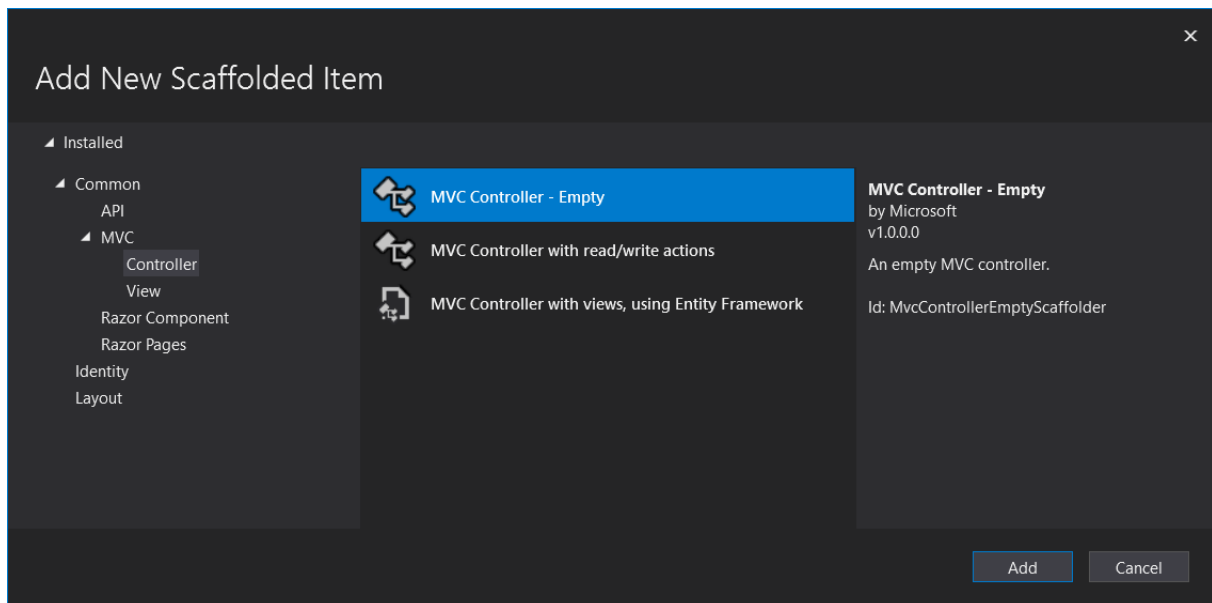 Add New Scaffolded Item
Installed
Common
API
MVC
Controller
View
Razor Component
Razor Pages
Identity
Layout
MVC Controller - Empty
MVC Controller with read/write actions
MVC Controller with views, using Entity Framework
MVC Controller - Empty
by Microsoft
v1.0.0.0
An empty MVC controller.
Id: MvcControllerEmptyScaffolder
Add
Cancel